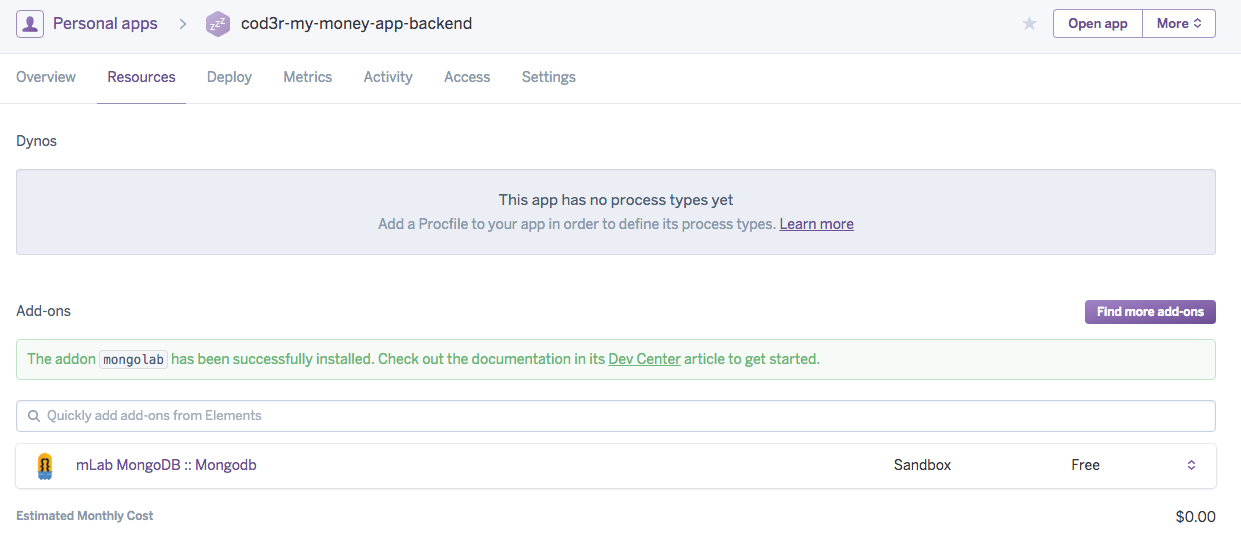 Personal apps > cod3r-my-money-app-backend Open app More
Overview Resources Deploy Metrics Activity Access Settings
Dynos
This app has no process types yet
Add a Procfile to your app in order to define its process types. Learn more
Add-ons Find more add-ons
The addon mongolab has been successfully installed. Check out the documentation in its Dev Center article to get started.
Quickly add add-ons from Elements
mLab MongoDB :: Mongodb Sandbox Free
Estimated Monthly Cost $0.00